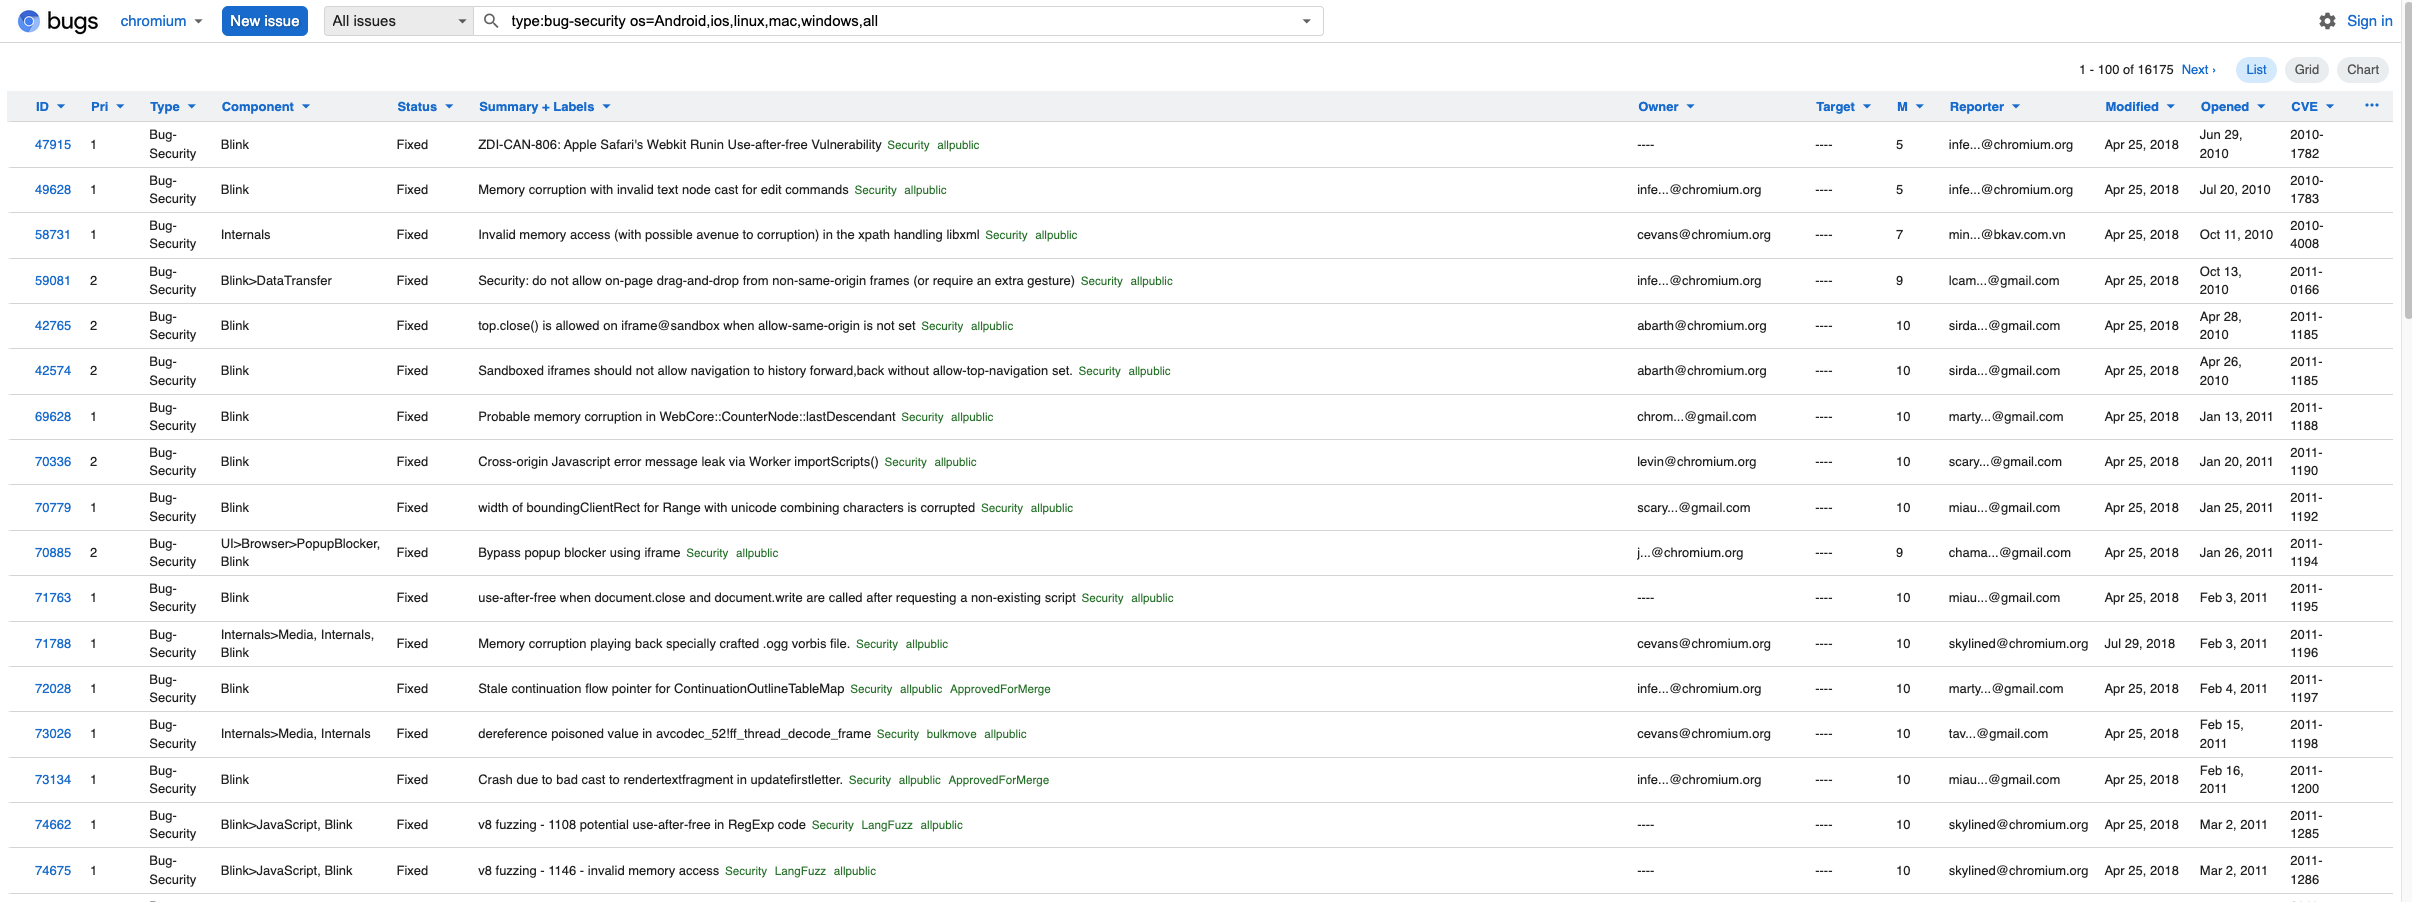 bugs chromium New issue All issues type:bug-security os=Android,ios,linux,mac,windows,all Sign in
1 - 100 of 16175 Next › List Grid Chart
ID Pri Type Component Status Summary + Labels Owner Target M Reporter Modified Opened CVE ···
47915 1 Bug-Security Blink Fixed ZDI-CAN-806: Apple Safari's Webkit Runin Use-after-free Vulnerability Security allpublic ---- ---- 5 infe...@chromium.org Apr 25, 2018 Jun 29, 2010 2010-1782
49628 1 Bug-Security Blink Fixed Memory corruption with invalid text node cast for edit commands Security allpublic infe...@chromium.org ---- 5 infe...@chromium.org Apr 25, 2018 Jul 20, 2010 2010-1783
58731 1 Bug-Security Internals Fixed Invalid memory access (with possible avenue to corruption) in the xpath handling libxml Security allpublic cevans@chromium.org ---- 7 min...@bkav.com.vn Apr 25, 2018 Oct 11, 2010 2010-4008
59081 2 Bug-Security Blink>DataTransfer Fixed Security: do not allow on-page drag-and-drop from non-same-origin frames (or require an extra gesture) Security allpublic infe...@chromium.org ---- 9 lcam...@gmail.com Apr 25, 2018 Oct 13, 2010 2011-0166
42765 2 Bug-Security Blink Fixed top.close() is allowed on iframe@sandbox when allow-same-origin is not set Security allpublic abarth@chromium.org ---- 10 sirda...@gmail.com Apr 25, 2018 Apr 28, 2010 2011-1185
42574 2 Bug-Security Blink Fixed Sandboxed iframes should not allow navigation to history forward,back without allow-top-navigation set. Security allpublic abarth@chromium.org ---- 10 sirda...@gmail.com Apr 25, 2018 Apr 26, 2010 2011-1185
69628 1 Bug-Security Blink Fixed Probable memory corruption in WebCore::CounterNode::lastDescendant Security allpublic chrom...@gmail.com ---- 10 marty...@gmail.com Apr 25, 2018 Jan 13, 2011 2011-1188
70336 2 Bug-Security Blink Fixed Cross-origin Javascript error message leak via Worker importScripts() Security allpublic levin@chromium.org ---- 10 scary...@gmail.com Apr 25, 2018 Jan 20, 2011 2011-1190
70779 1 Bug-Security Blink Fixed width of boundingClientRect for Range with unicode combining characters is corrupted Security allpublic scary...@gmail.com ---- 10 miau...@gmail.com Apr 25, 2018 Jan 25, 2011 2011-1192
70885 2 Bug-Security UI>Browser>PopupBlocker, Blink Fixed Bypass popup blocker using iframe Security allpublic j...@chromium.org ---- 9 chama...@gmail.com Apr 25, 2018 Jan 26, 2011 2011-1194
71763 1 Bug-Security Blink Fixed use-after-free when document.close and document.write are called after requesting a non-existing script Security allpublic ---- ---- 10 miau...@gmail.com Apr 25, 2018 Feb 3, 2011 2011-1195
71788 1 Bug-Security Internals>Media, Internals, Blink Fixed Memory corruption playing back specially crafted .ogg vorbis file. Security allpublic cevans@chromium.org ---- 10 skylined@chromium.org Jul 29, 2018 Feb 3, 2011 2011-1196
72028 1 Bug-Security Blink Fixed Stale continuation flow pointer for ContinuationOutlineTableMap Security allpublic ApprovedForMerge infe...@chromium.org ---- 10 marty...@gmail.com Apr 25, 2018 Feb 4, 2011 2011-1197
73026 1 Bug-Security Internals>Media, Internals Fixed dereference poisoned value in avcodec_52!ff_thread_decode_frame Security bulkmove allpublic cevans@chromium.org ---- 10 tav...@gmail.com Apr 25, 2018 Feb 15, 2011 2011-1198
73134 1 Bug-Security Blink Fixed Crash due to bad cast to rendertextfragment in updatefirstletter. Security allpublic ApprovedForMerge infe...@chromium.org ---- 10 miau...@gmail.com Apr 25, 2018 Feb 16, 2011 2011-1200
74662 1 Bug-Security Blink>JavaScript, Blink Fixed v8 fuzzing - 1108 potential use-after-free in RegExp code Security LangFuzz allpublic ---- ---- 10 skylined@chromium.org Apr 25, 2018 Mar 2, 2011 2011-1285
74675 1 Bug-Security Blink>JavaScript, Blink Fixed v8 fuzzing - 1146 - invalid memory access Security LangFuzz allpublic ---- ---- 10 skylined@chromium.org Apr 25, 2018 Mar 2, 2011 2011-1286